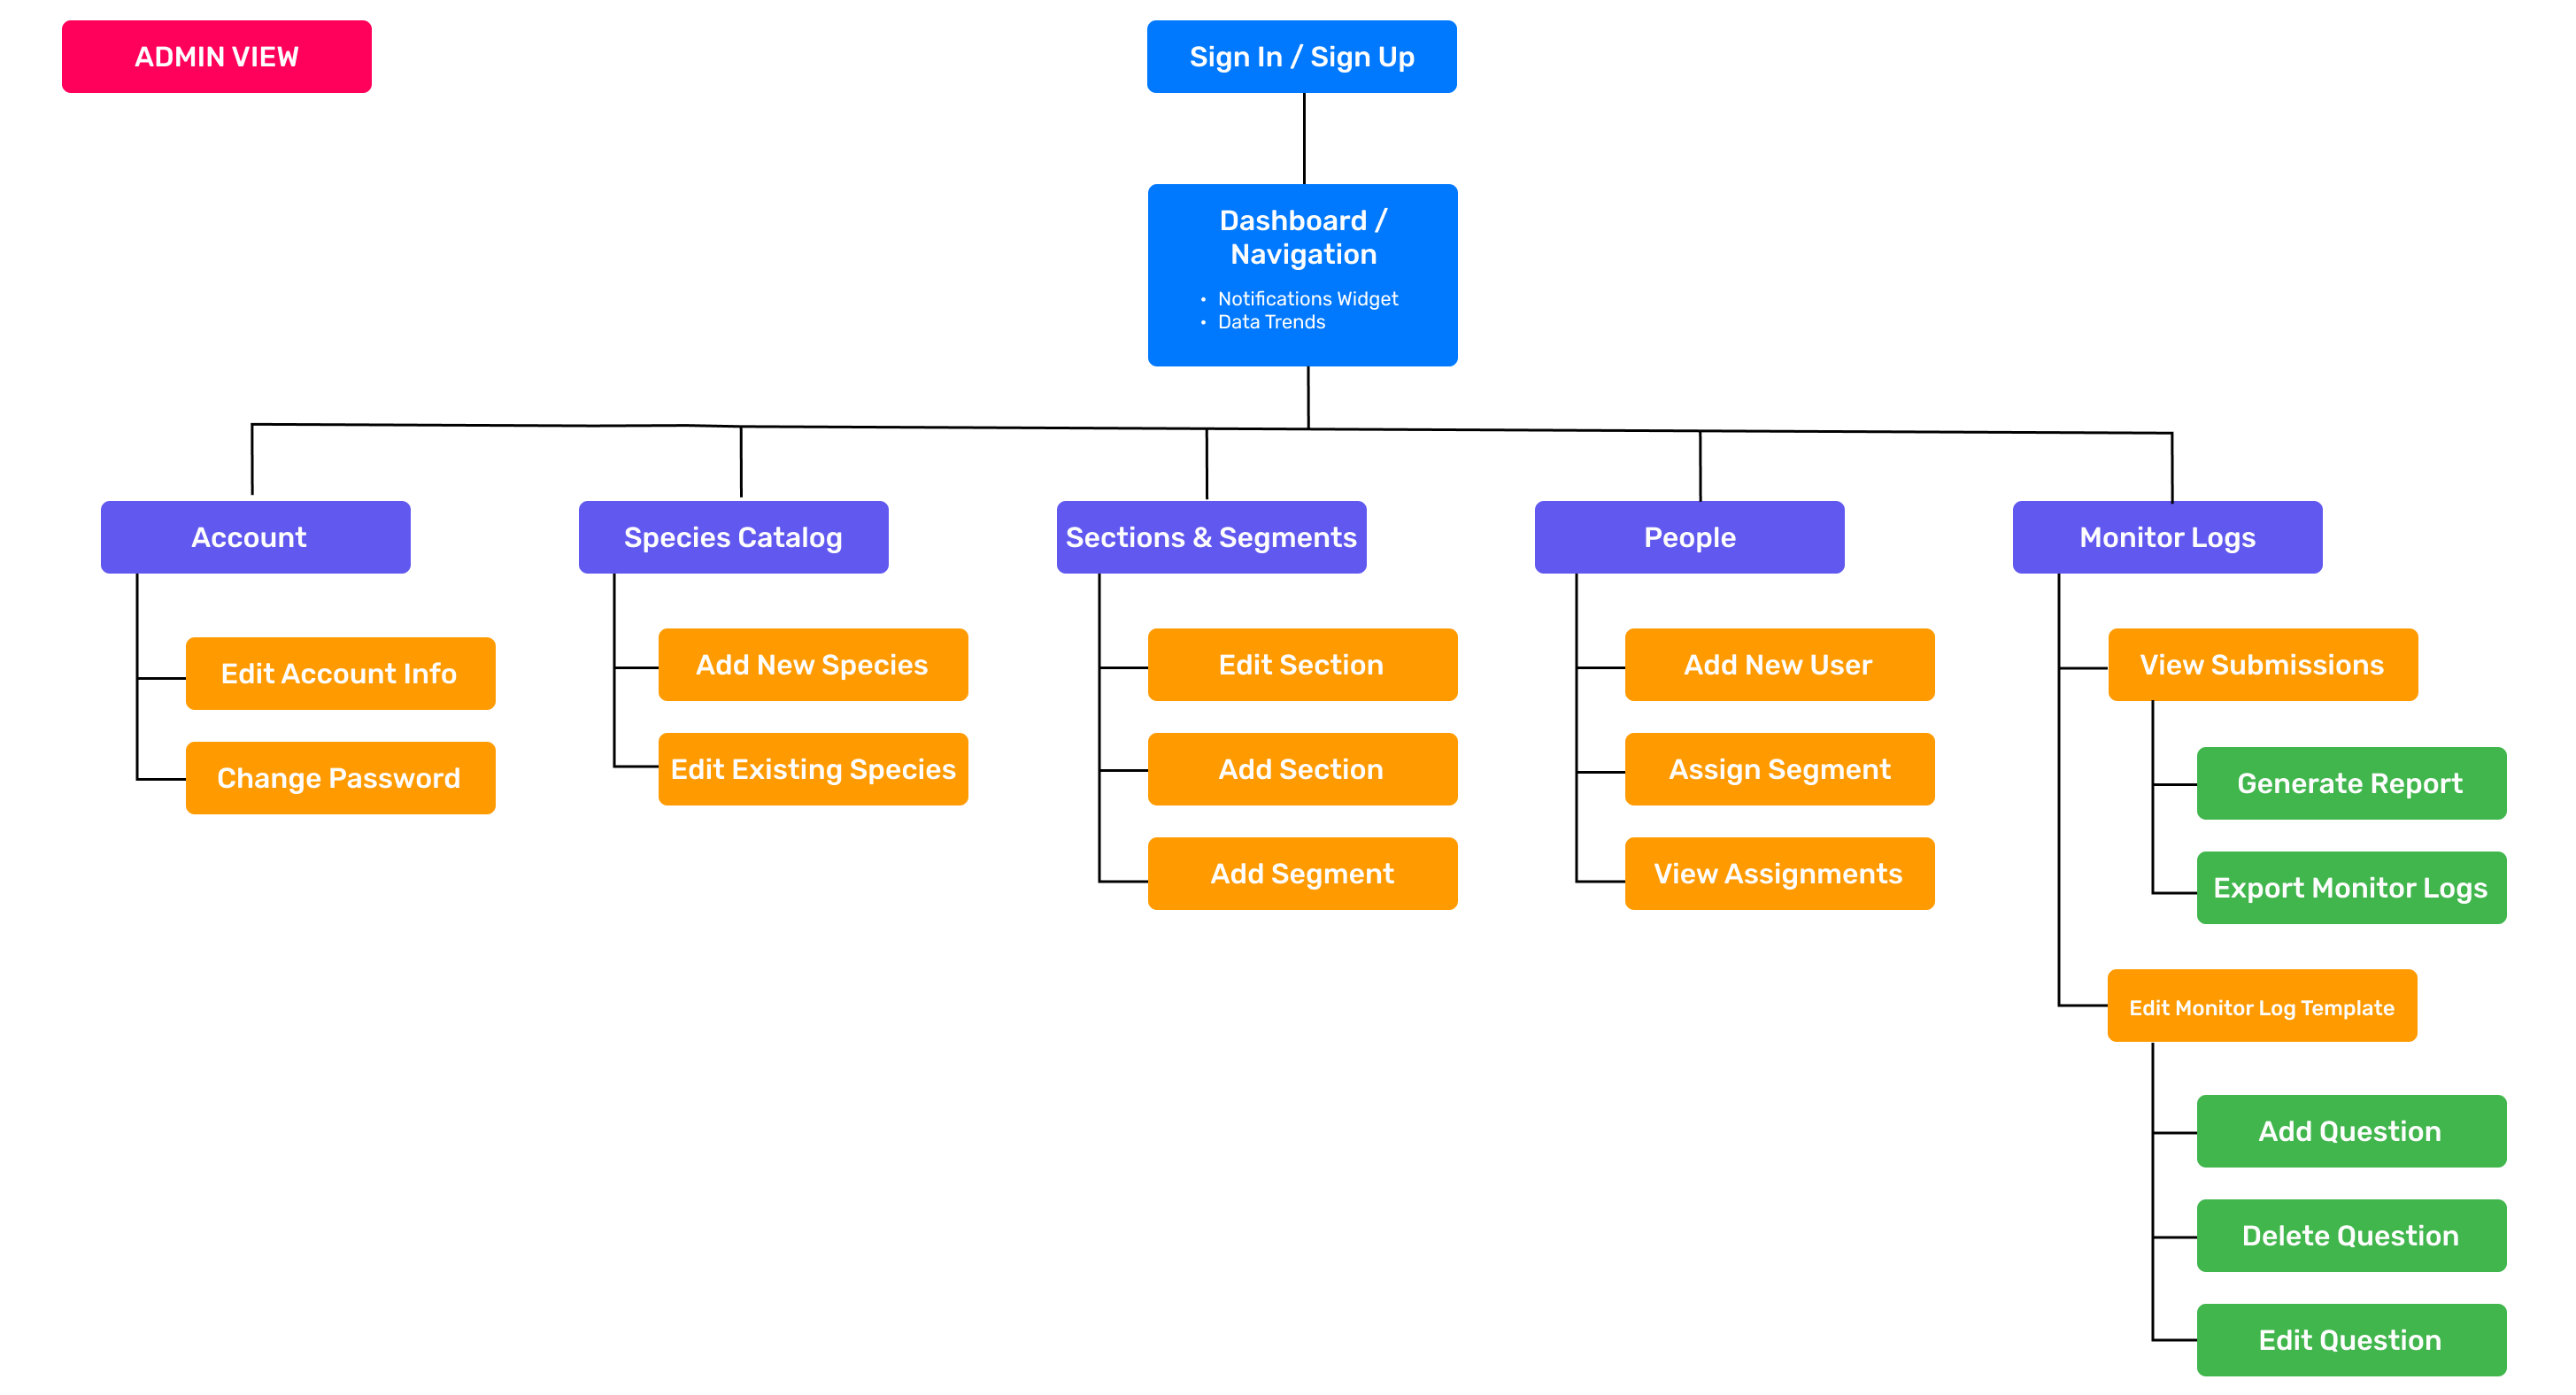 ADMIN VIEW
Sign In / Sign Up
Dashboard /
Navigation
• Notifications Widget
• Data Trends
Account
Edit Account Info
Change Password
Species Catalog
Add New Species
Edit Existing Species
Sections & Segments
Edit Section
Add Section
Add Segment
People
Add New User
Assign Segment
View Assignments
Monitor Logs
View Submissions
Generate Report
Export Monitor Logs
Edit Monitor Log Template
Add Question
Delete Question
Edit Question